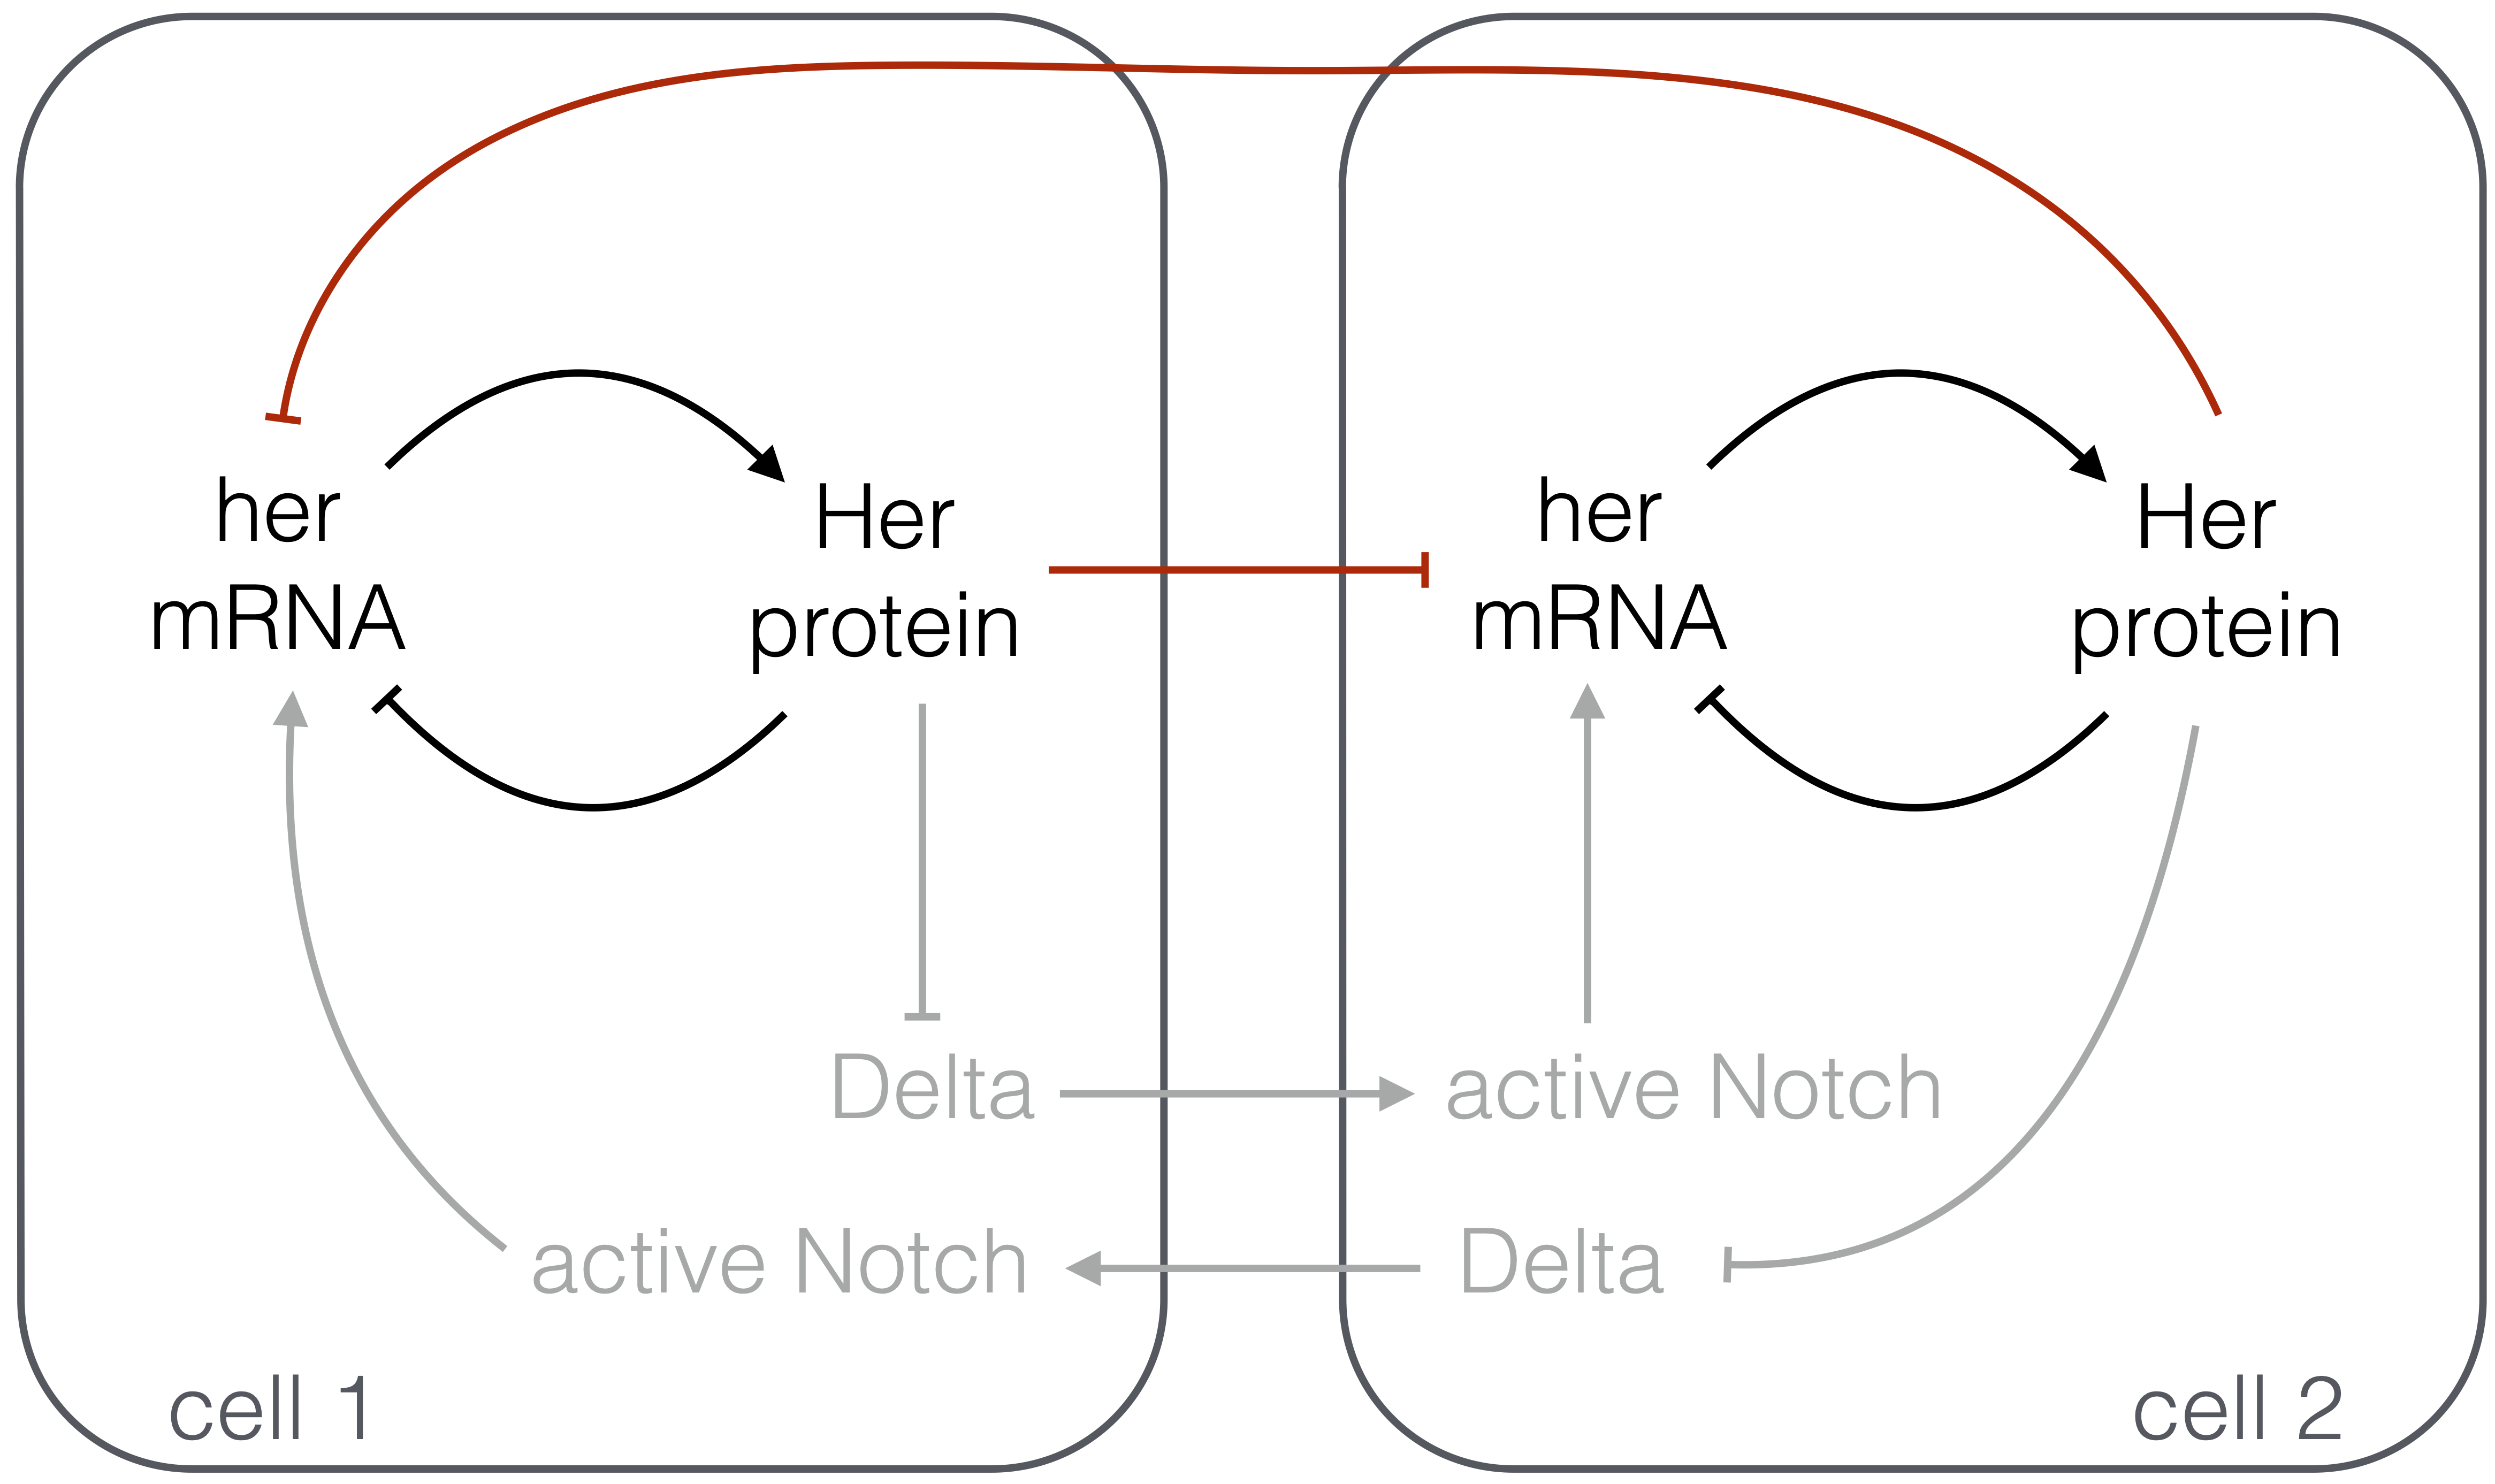 her
mRNA
Her
protein
her
mRNA
Her
protein
Delta
active Notch
active Notch
Delta
cell 1
cell 2